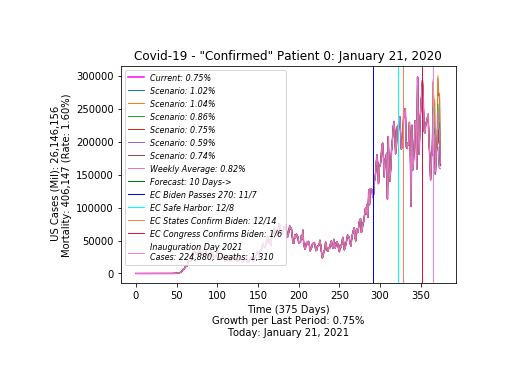 Covid-19 - "Confirmed" Patient 0: January 21, 2020
US Cases (Mil): 26,146,156
Mortality: 406,147 (Rate: 1.60%)
300000
250000
200000
150000
100000
50000
0
Current: 0.75%
Scenario: 1.02%
Scenario: 1.04%
Scenario: 0.86%
Scenario: 0.75%
Scenario: 0.59%
Scenario: 0.74%
Weekly Average: 0.82%
Forecast: 10 Days->
EC Biden Passes 270: 11/7
EC Safe Harbor: 12/8
EC States Confirm Biden: 12/14
EC Congress Confirms Biden: 1/6
Inauguration Day 2021
Cases: 224,880, Deaths: 1,310
0 50 100 150 200 250 300 350
Time (375 Days)
Growth per Last Period: 0.75%
Today: January 21, 2021